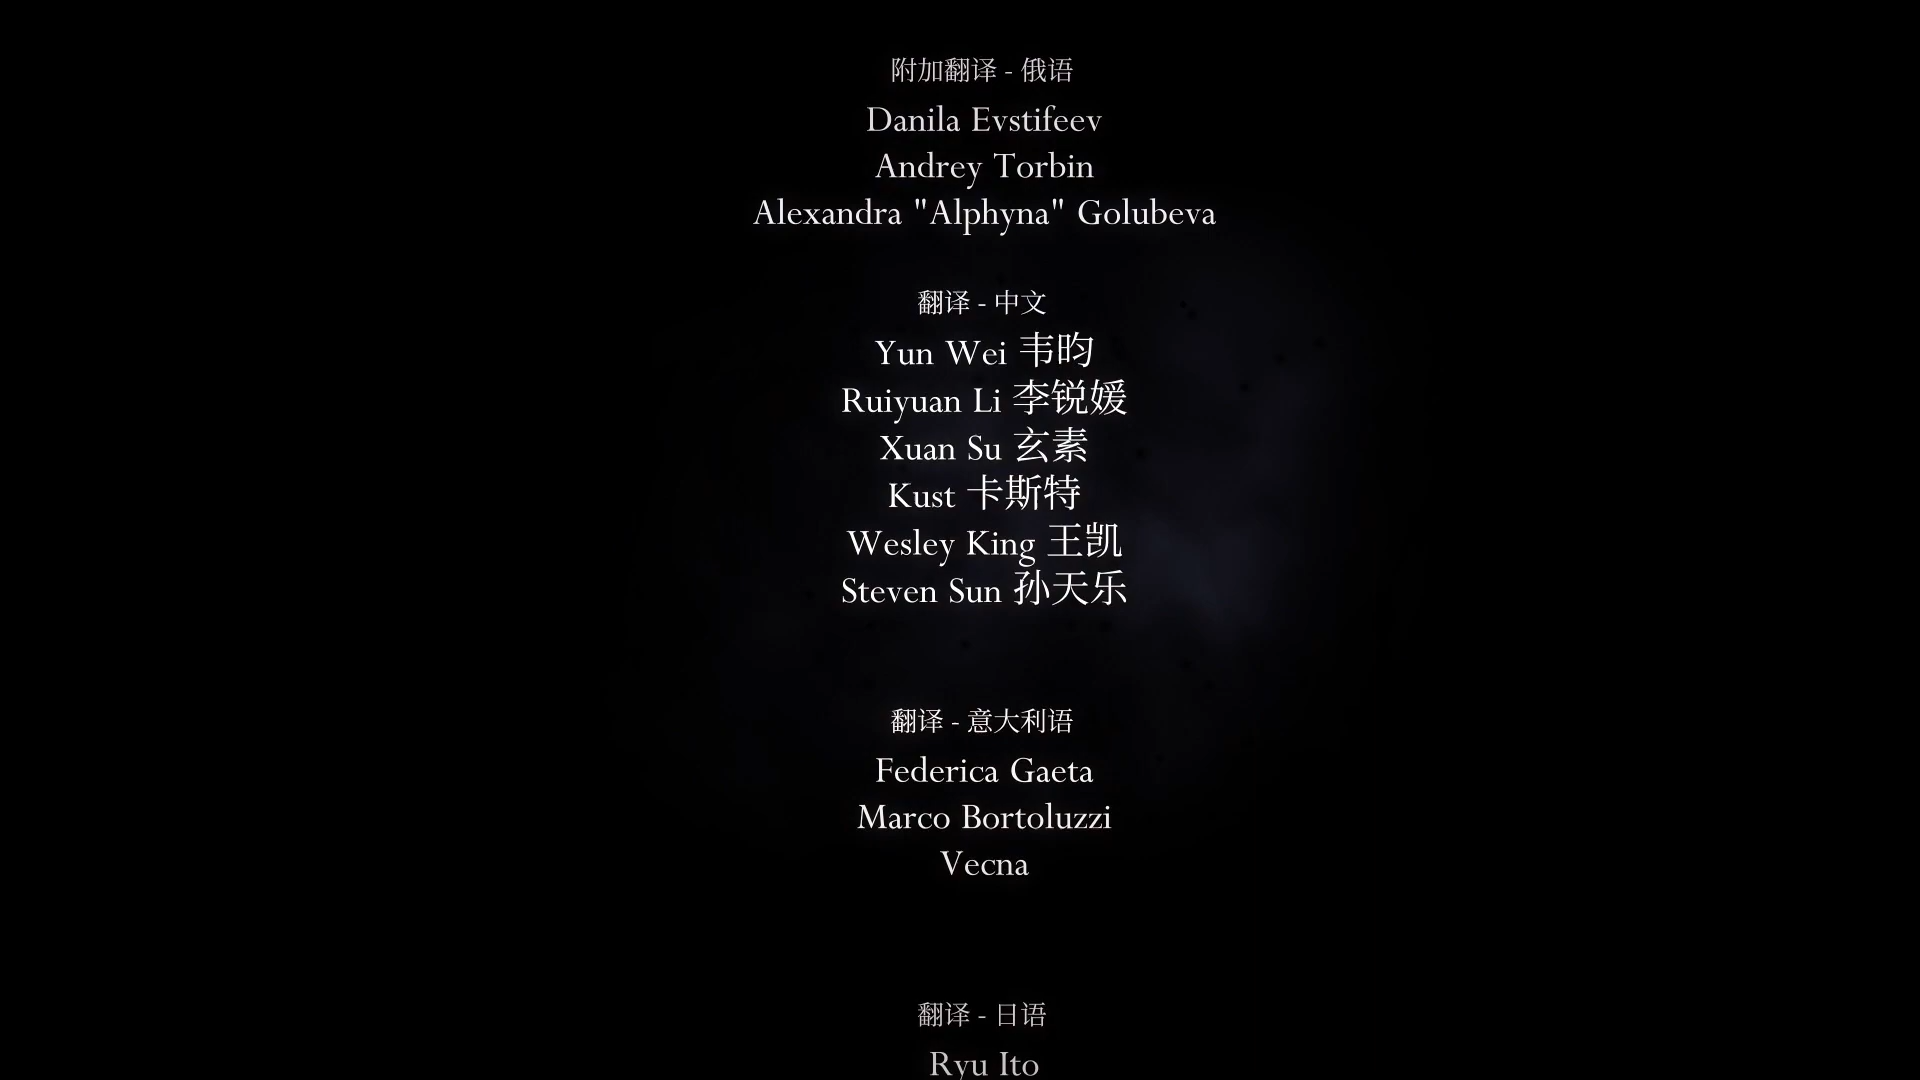 附加翻译 - 俄语
Danila Evstifeev
Andrey Torbin
Alexandra "Alphyna" Golubeva
翻译 - 中文
Yun Wei 韦昀
Ruiyuan Li 李锐媛
Xuan Su 玄素
Kust 卡斯特
Wesley King 王凯
Steven Sun 孙天乐
翻译 - 意大利语
Federica Gaeta
Marco Bortoluzzi
Vecna
翻译 - 日语
Ryu Ito